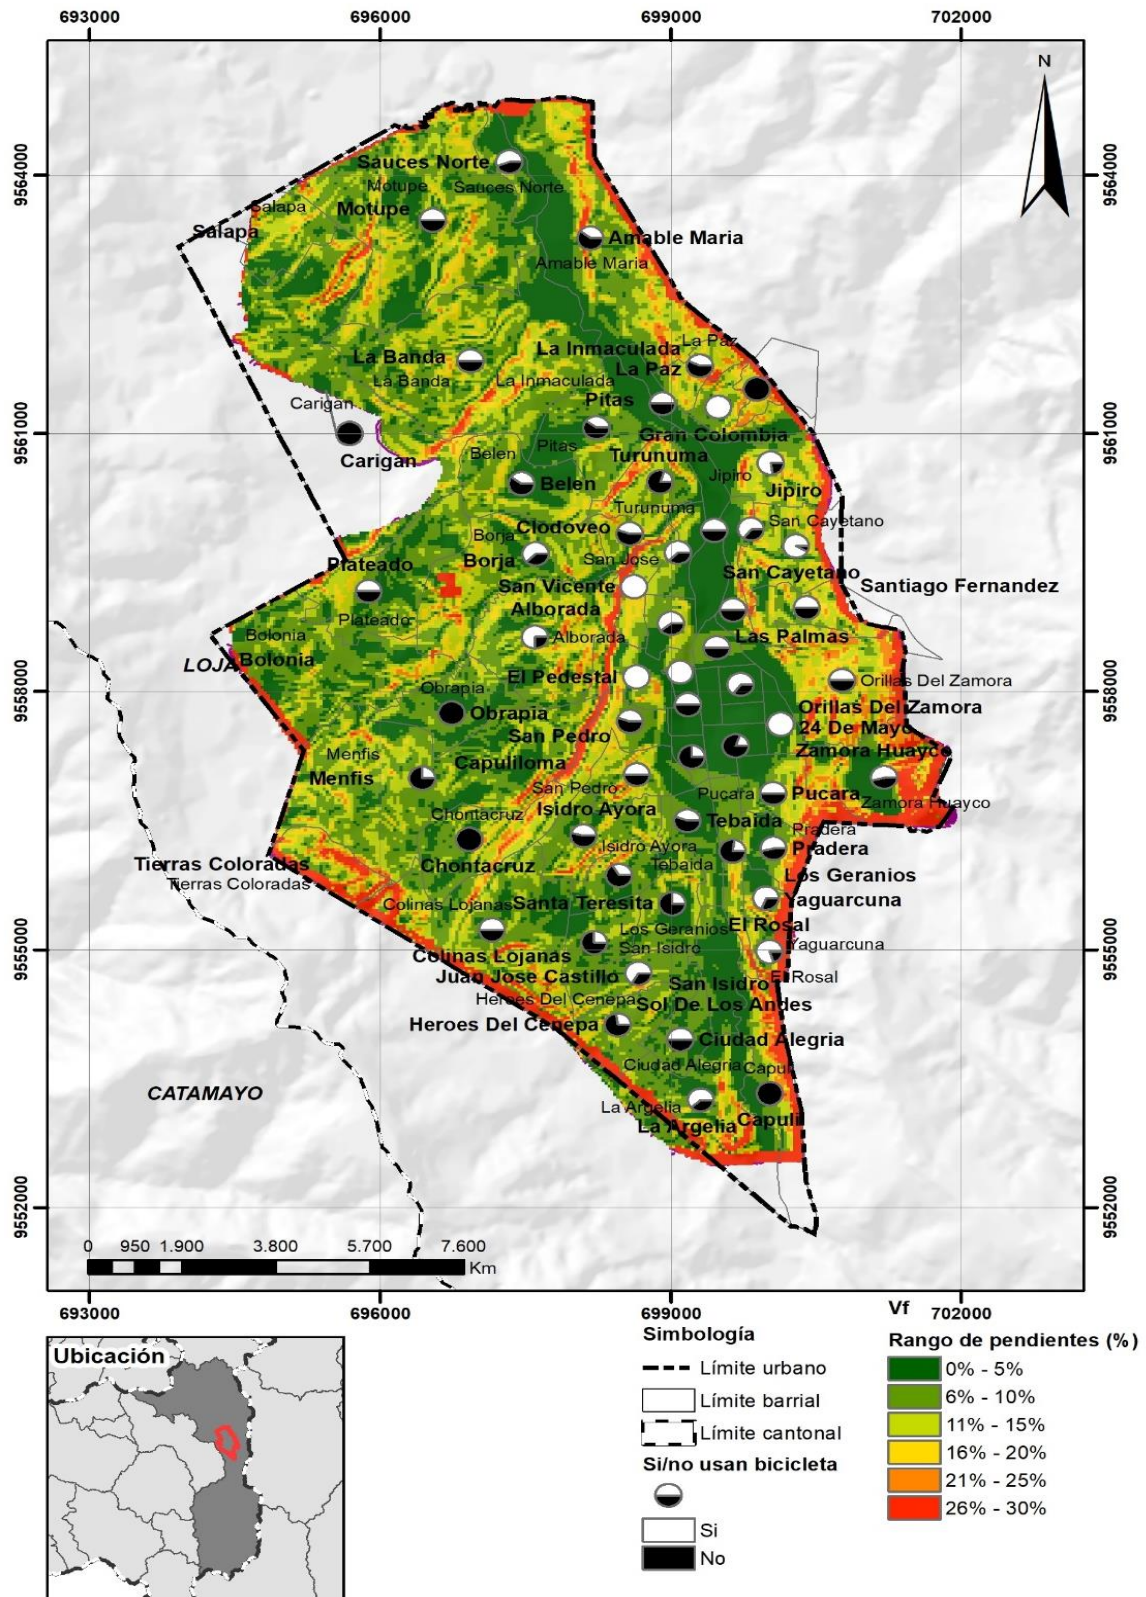 693000 696000 699000 702000
N
9564000 9564000
Sauces Norte
Motupe Sauces Norte
Salapa Motupe
Salapa Amable Maria
Amable Maria
La Paz
La Inmaculada
La Banda La Paz
La Banda La Inmaculada
Carigan Pitas
9561000 9561000
Gran Colombia
Carigan Belen Pitas Turunuma
Jipiro
Belen Jipiro
Turunuma
Clodoveo San Cayetano
Borja
Borja San Jose
Plateado San Cayetano
San Vicente Santiago Fernandez
Alborada
Plateado
Bolonia Alborada Las Palmas
LOJA Bolonia
El Pedestal Orillas Del Zamora
9558000 9558000
Obrapia
Obrapia Orillas Del Zamora
San Pedro 24 De Mayo
Menfis Capuliloma Zamora Huayco
Menfis
San Pedro Pucara Pucara
Zamora Huayco
Chontacruz Isidro Ayora Tebaida
Pradera
Isidro Ayora Pradera
Tierras Coloradas Chontacruz Tebaida
Los Geranios
Tierras Coloradas
Colinas Lojanas Santa Teresita Yaguarcuna
Los Geranios El Rosal
San Isidro Yaguarcuna
9555000 9555000
Colinas Lojanas
Juan Jose Castillo El Rosal
San Isidro
Heroes Del Cenepa Sol De Los Andes
Heroes Del Cenepa
Ciudad Alegria
Ciudad Alegria Capuli
CATAMAYO
La Argelia
La Argelia Capuli
9552000 9552000
0 950 1.900 3.800 5.700 7.600
Km
693000 696000 699000 702000
Ubicación
Simbología
Límite urbano
Límite barrial
Límite cantonal
Si/no usan bicicleta
Si
No
Vf
Rango de pendientes (%)
0% - 5%
6% - 10%
11% - 15%
16% - 20%
21% - 25%
26% - 30%